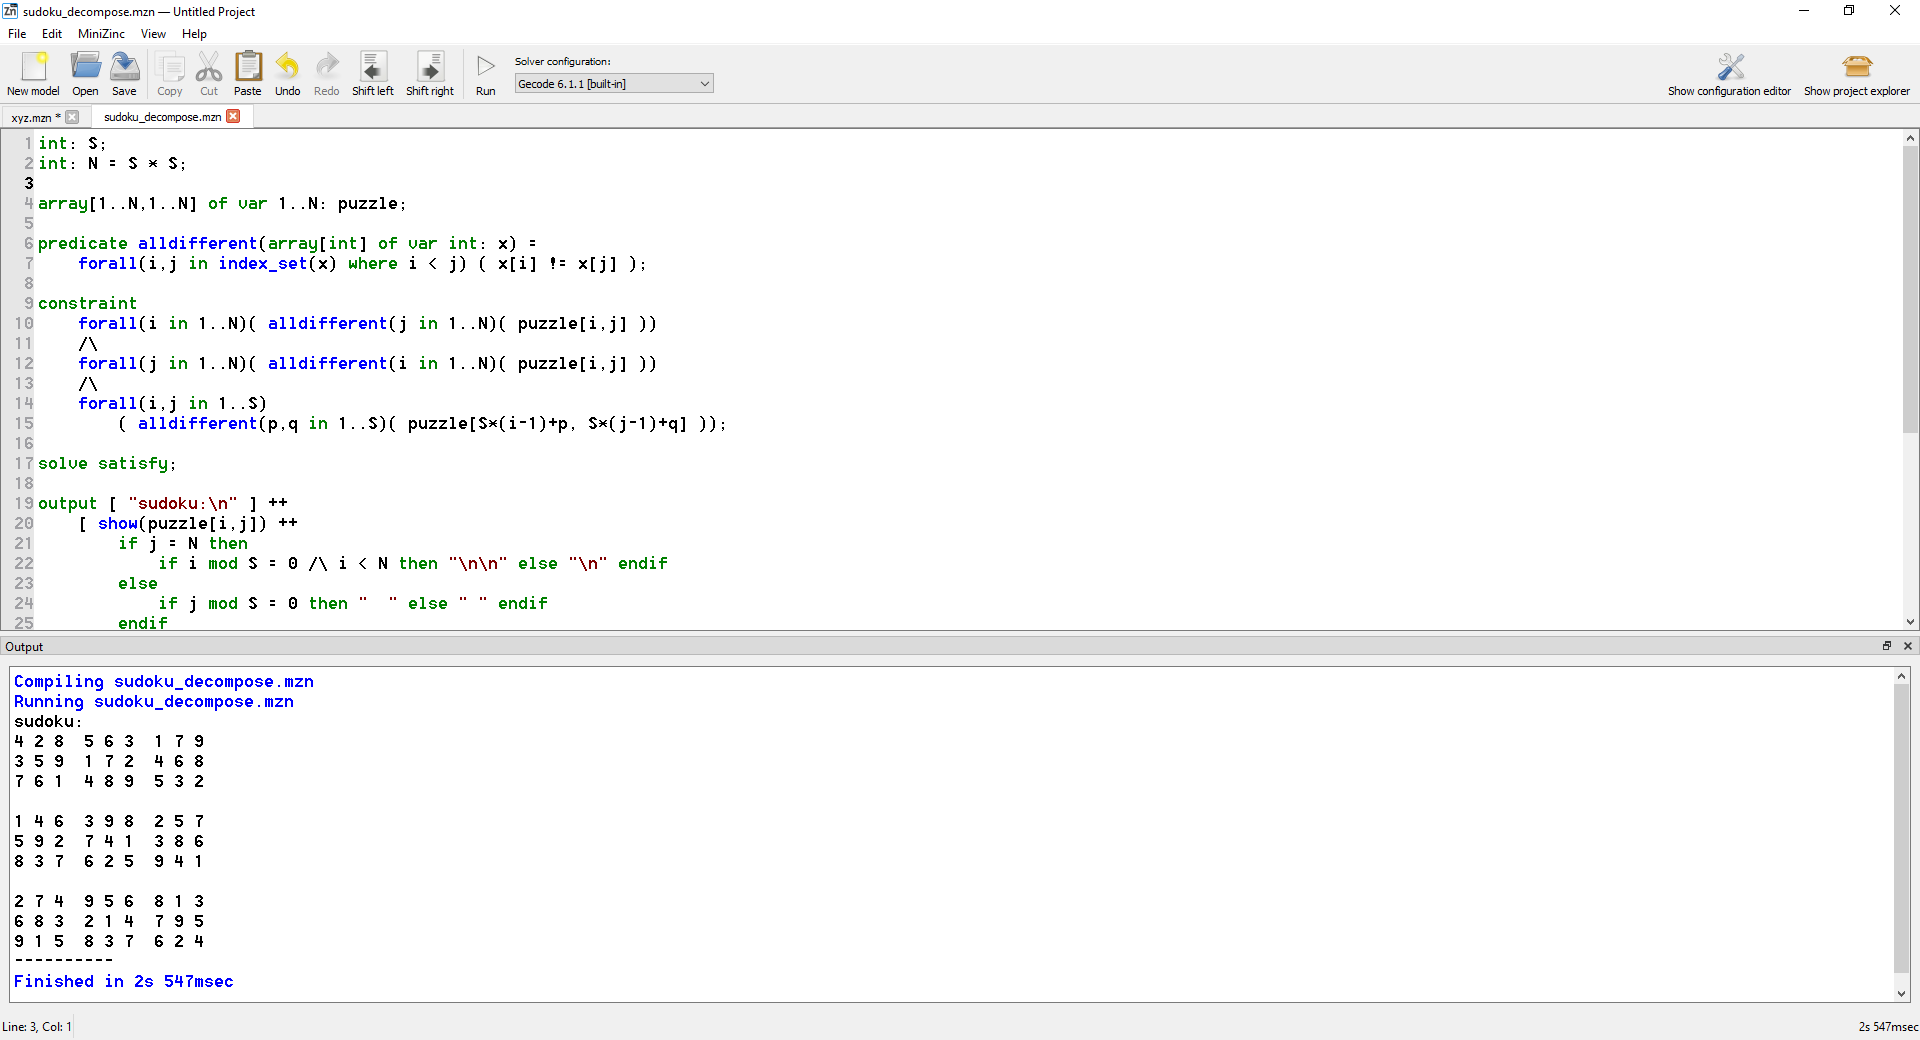 Zn sudoku_decompose.mzn — Untitled Project
File Edit MiniZinc View Help
Solver configuration:
Gecode 6.1.1 [built-in]
New model Open Save Copy Cut Paste Undo Redo Shift left Shift right Run Show configuration editor Show project explorer
xyz.mzn * sudoku_decompose.mzn
1 int: S;
2 int: N = S * S;
3
4 array[1..N,1..N] of var 1..N: puzzle;
5
6 predicate alldifferent(array[int] of var int: x) =
7     forall(i,j in index_set(x) where i < j) ( x[i] != x[j] );
8
9 constraint
10     forall(i in 1..N)( alldifferent(j in 1..N)( puzzle[i,j] ))
11     /\
12     forall(j in 1..N)( alldifferent(i in 1..N)( puzzle[i,j] ))
13     /\
14     forall(i,j in 1..S)
15         ( alldifferent(p,q in 1..S)( puzzle[S*(i-1)+p, S*(j-1)+q] ));
16
17 solve satisfy;
18
19 output [ "sudoku:\n" ] ++
20     [ show(puzzle[i,j]) ++
21         if j = N then
22             if i mod S = 0 /\ i < N then "\n\n" else "\n" endif
23         else
24             if j mod S = 0 then "  " else " " endif
25         endif
Output
Compiling sudoku_decompose.mzn
Running sudoku_decompose.mzn
sudoku:
4 2 8  5 6 3  1 7 9
3 5 9  1 7 2  4 6 8
7 6 1  4 8 9  5 3 2
1 4 6  3 9 8  2 5 7
5 9 2  7 4 1  3 8 6
8 3 7  6 2 5  9 4 1
2 7 4  9 5 6  8 1 3
6 8 3  2 1 4  7 9 5
9 1 5  8 3 7  6 2 4
----------
Finished in 2s 547msec
Line: 3, Col: 1 2s 547msec